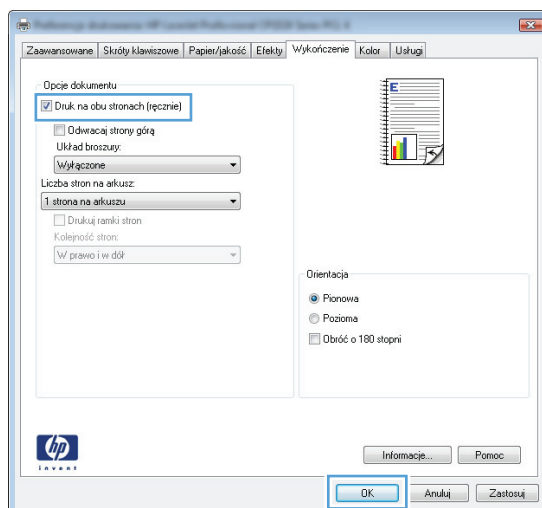 Zaawansowane Skróty klawiszowe Papier/jakość Efekty Wykończenie Kolor Usługi
Opcje dokumentu
Druk na obu stronach (ręcznie)
Odwracaj strony górą
Układ broszury:
Wyłączone
Liczba stron na arkusz:
1 strona na arkuszu
Drukuj ramki stron
Kolejność stron:
W prawo i w dół
E
Orientacja
Pionowa
Pozioma
Obróć o 180 stopni
hp
invent
Informacje... Pomoc
OK Anuluj Zastosuj